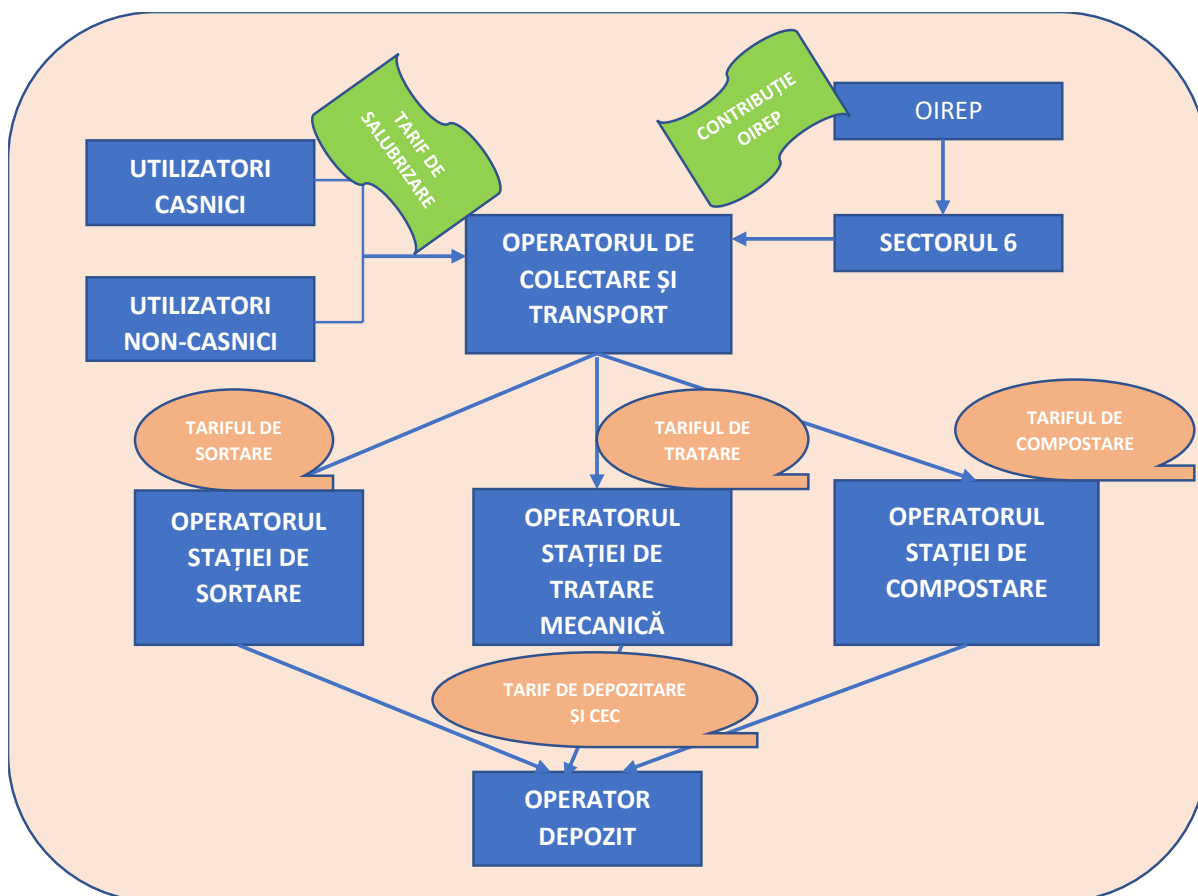 TARIF DE
SALUBRIZARE
CONTRIBUȚIE
OIREP
OIREP
UTILIZATORI
CASNICI
OPERATORUL DE
COLECTARE ȘI
TRANSPORT
SECTORUL 6
UTILIZATORI
NON-CASNICI
TARIFUL DE
SORTARE
TARIFUL DE
TRATARE
TARIFUL DE
COMPOSTARE
OPERATORUL
STAȚIEI DE
SORTARE
OPERATORUL
STAȚIEI DE
TRATARE
MECANICĂ
OPERATORUL
STAȚIEI DE
COMPOSTARE
TARIF DE DEPOZITARE
ȘI CEC
OPERATOR
DEPOZIT